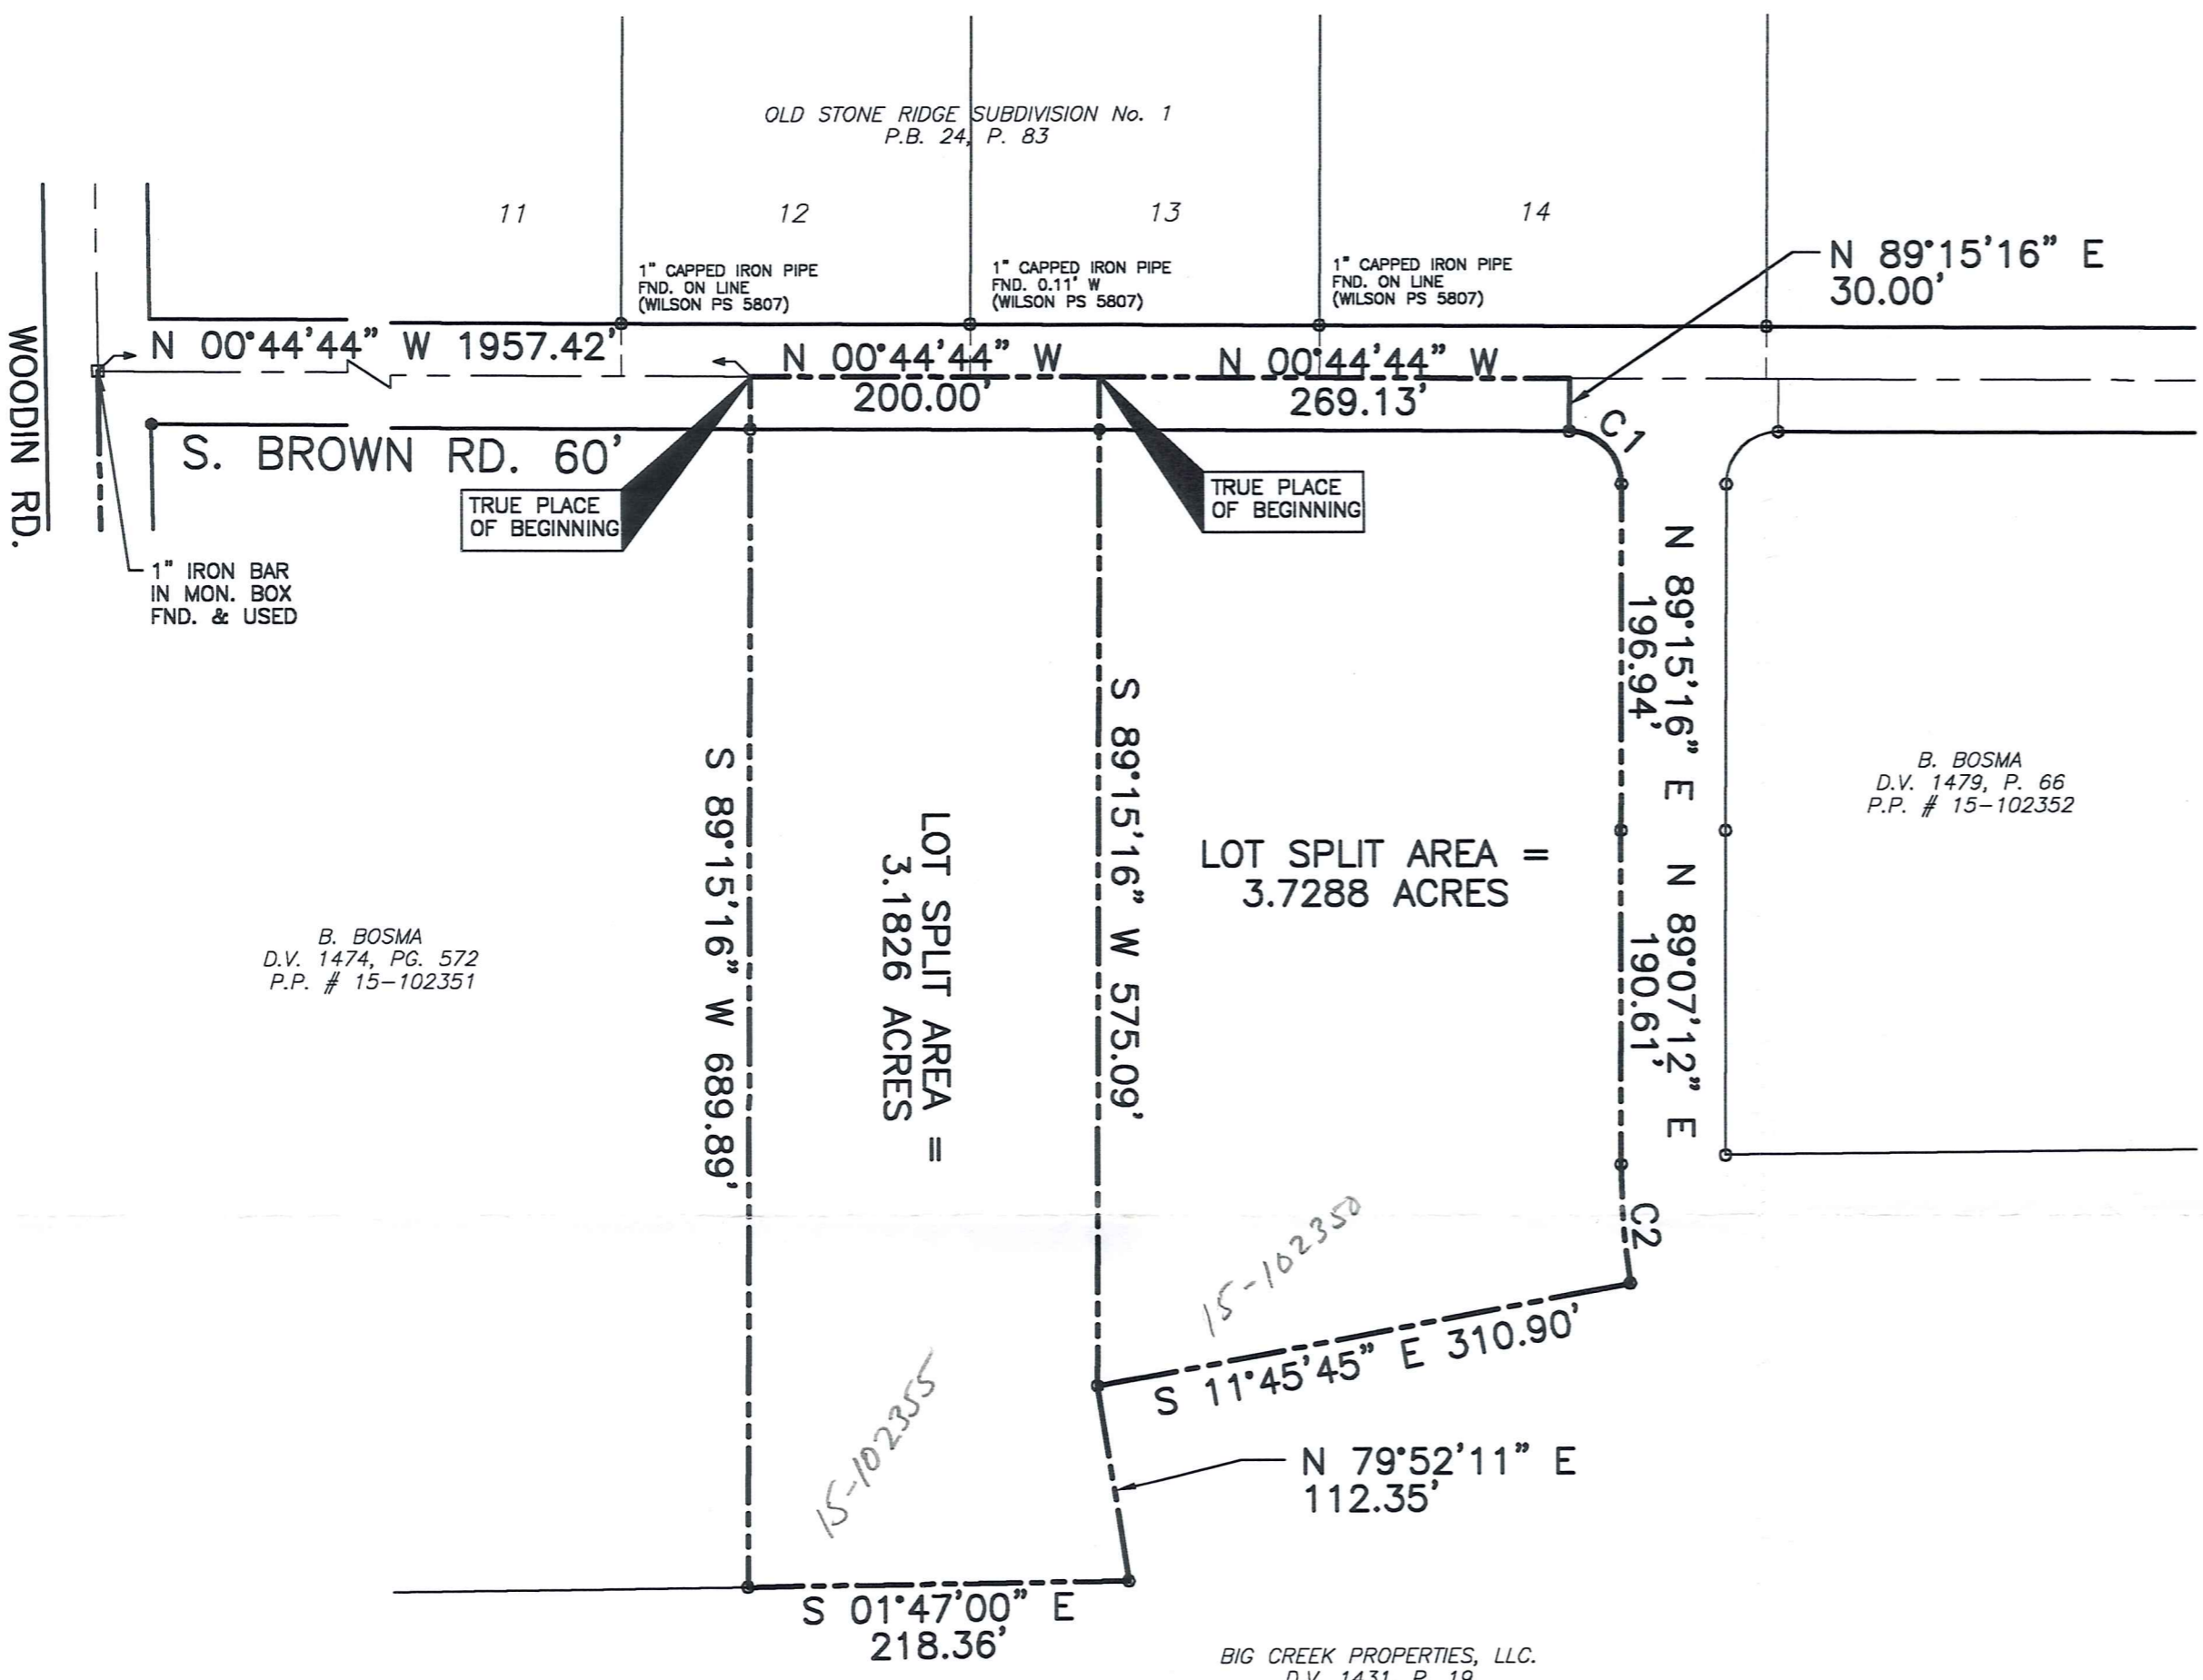 OLD STONE RIDGE SUBDIVISION No. 1
P.B. 24, P. 83
11
12
13
14
1" CAPPED IRON PIPE
FND. ON LINE
(WILSON PS 5807)
1" CAPPED IRON PIPE
FND. 0.11' W
(WILSON PS 5807)
1" CAPPED IRON PIPE
FND. ON LINE
(WILSON PS 5807)
N 89°15'16" E
30.00'
WOODIN RD.
N 00°44'44" W 1957.42'
N 00°44'44" W
200.00'
N 00°44'44" W
269.13'
C1
S. BROWN RD. 60'
TRUE PLACE
OF BEGINNING
TRUE PLACE
OF BEGINNING
1" IRON BAR
IN MON. BOX
FND. & USED
N 89°15'16" E
196.94'
N 89°07'12" E
190.61'
C2
S 89°15'16" W 575.09'
S 89°15'16" W 689.89'
LOT SPLIT AREA =
3.1826 ACRES
LOT SPLIT AREA =
3.7288 ACRES
B. BOSMA
D.V. 1479, P. 66
P.P. # 15-102352
B. BOSMA
D.V. 1474, PG. 572
P.P. # 15-102351
15-102350
15-102355
S 11°45'45" E 310.90'
N 79°52'11" E
112.35'
S 01°47'00" E
218.36'
BIG CREEK PROPERTIES, LLC.
D.V. 1431, P. 19